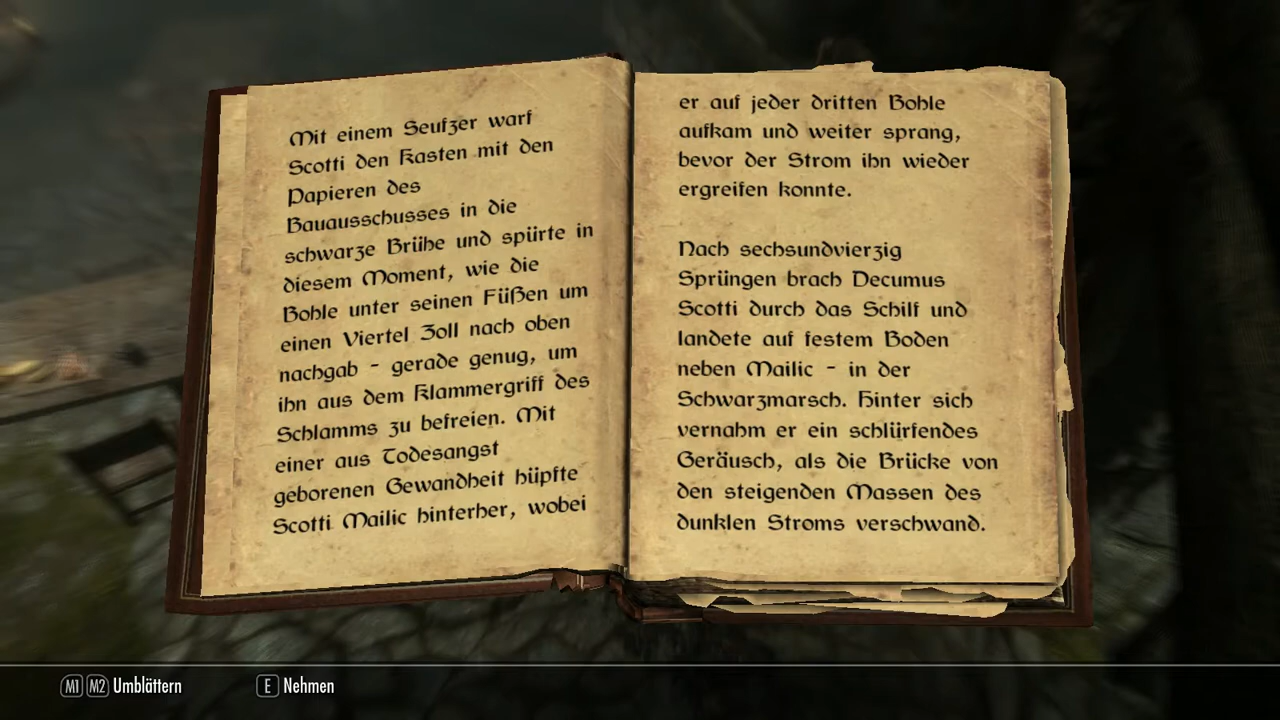 Mit einem Seufzer warf
Scotti den Kasten mit den
Papieren des
Bauausschusses in die
schwarze Brühe und spürte in
diesem Moment, wie die
Bohle unter seinen Füßen um
einen Viertel Zoll nach oben
nachgab - gerade genug, um
ihn aus dem Klammergriff des
Schlamms zu befreien. Mit
einer aus Todesangst
geborenen Gewandheit hüpfte
Scotti Mailic hinterher, wobei
er auf jeder dritten Bohle
aufkam und weiter sprang,
bevor der Strom ihn wieder
ergreifen konnte.
Nach sechsundvierzig
Sprüngen brach Decumus
Scotti durch das Schilf und
landete auf festem Boden
neben Mailic - in der
Schwarzmarsch. Hinter sich
vernahm er ein schlürfendes
Geräusch, als die Brücke von
den steigenden Massen des
dunklen Stroms verschwand.
M1 M2 Umblättern E Nehmen